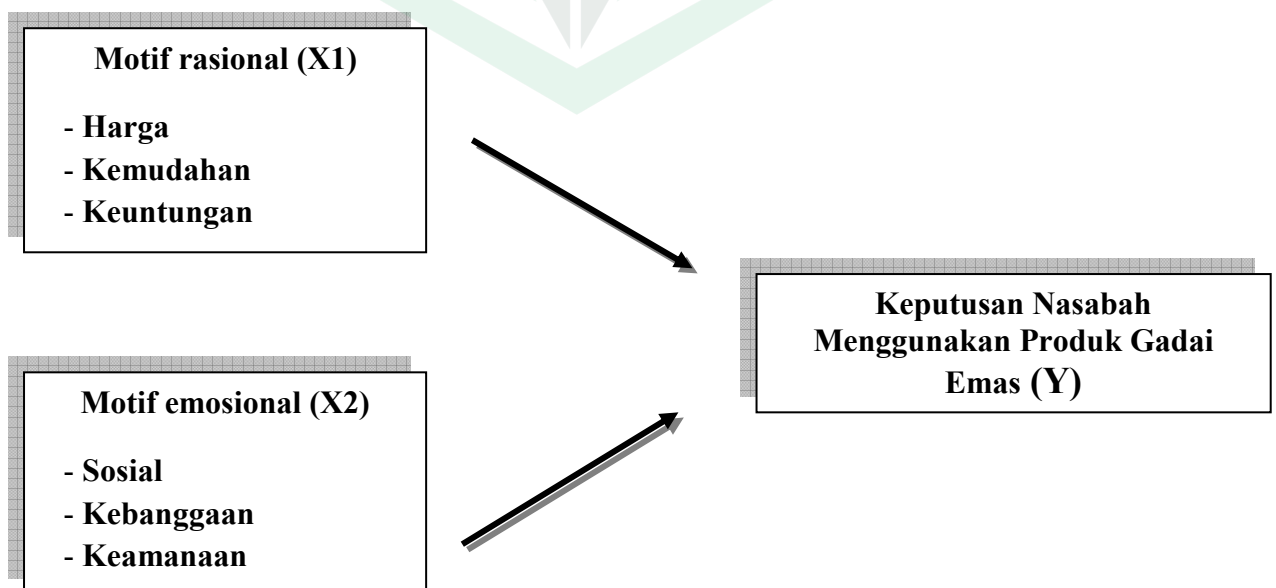 Motif rasional (X1)
- Harga
- Kemudahan
- Keuntungan
Motif emosional (X2)
- Sosial
- Kebanggaan
- Keamanaan
Keputusan Nasabah
Menggunakan Produk Gadai
Emas (Y)